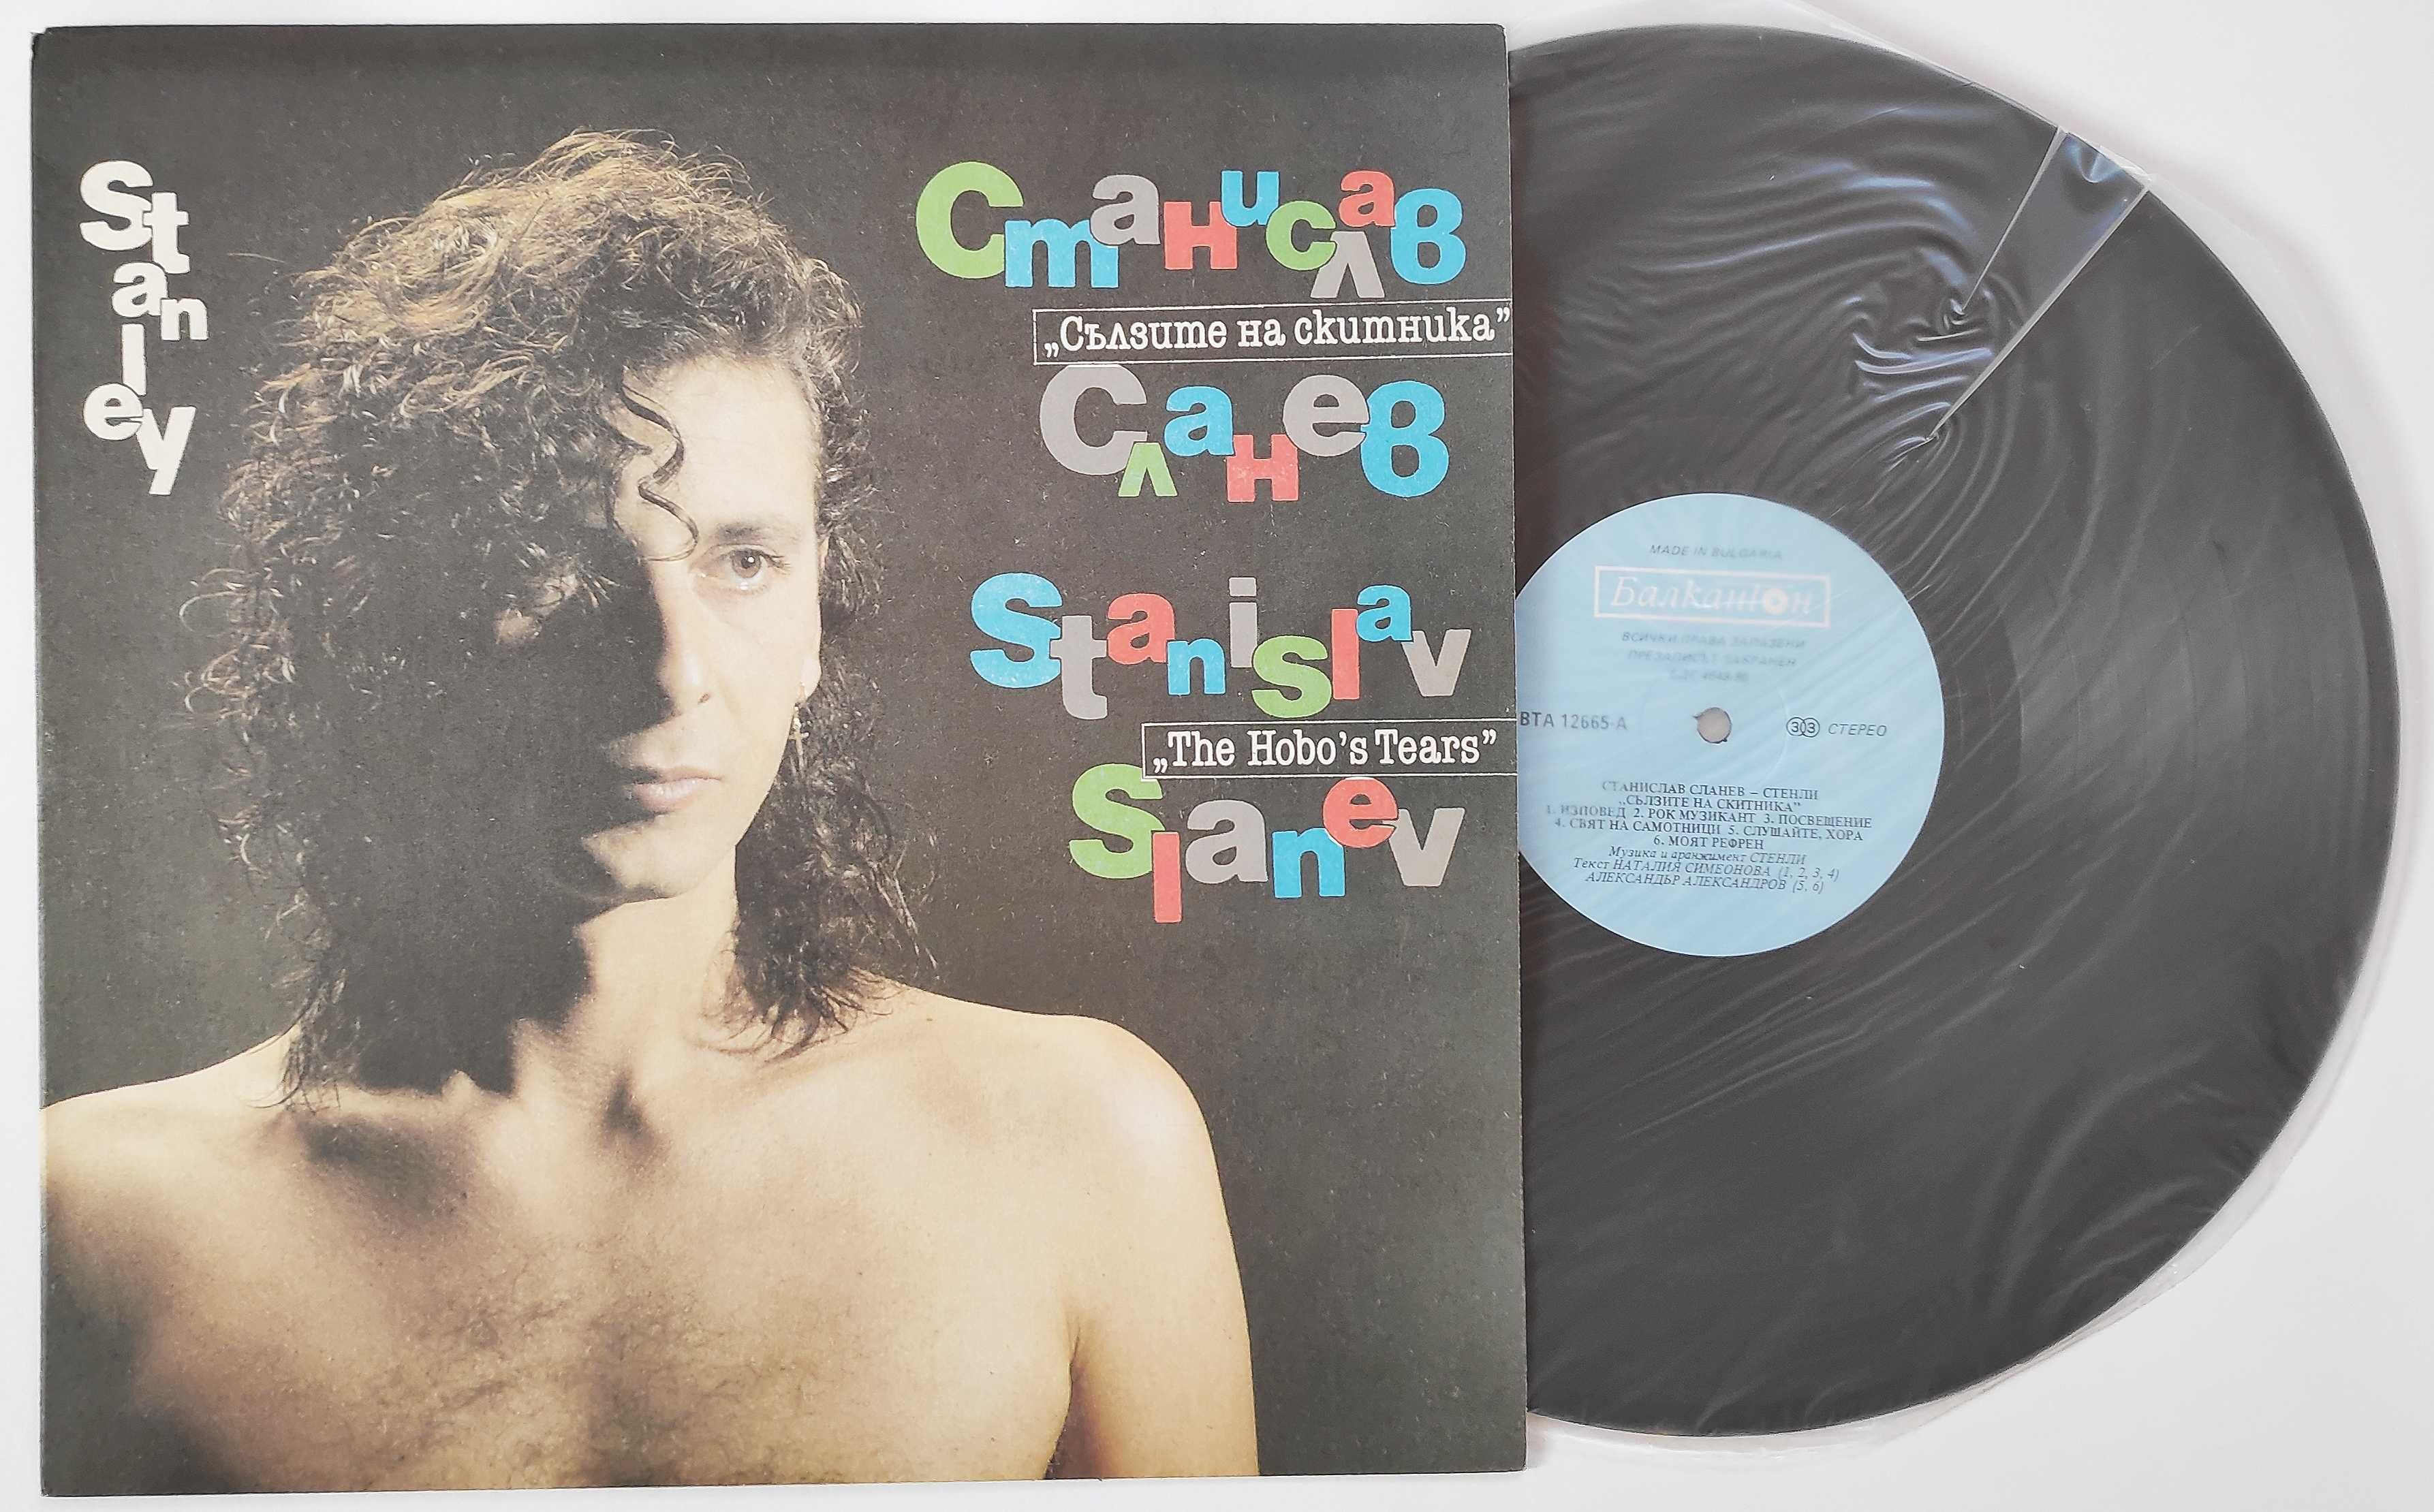 Stanley
Станислав
„Сълзите на скитника”
Сланев
Stanislav
„The Hobo's Tears”
Slanev
MADE IN BULGARIA
Балкантон
ВСИЧКИ ПРАВА ЗАПАЗЕНИ
ПРЕЗАПИСЪТ ЗАБРАНЕН
ВТА 12665-А
33 СТЕРЕО
СТАНИСЛАВ СЛАНЕВ – СТЕНЛИ
„СЪЛЗИТЕ НА СКИТНИКА”
1. ИЗПОВЕД 2. РОК МУЗИКАНТ 3. ПОСВЕЩЕНИЕ
4. СВЯТ НА САМОТНИЦИ 5. СЛУШАЙТЕ, ХОРА
6. МОЯТ РЕФРЕН
Музика и аранжимент СТЕНЛИ
Текст НАТАЛИЯ СИМЕОНОВА (1, 2, 3, 4)
АЛЕКСАНДЪР АЛЕКСАНДРОВ (5, 6)